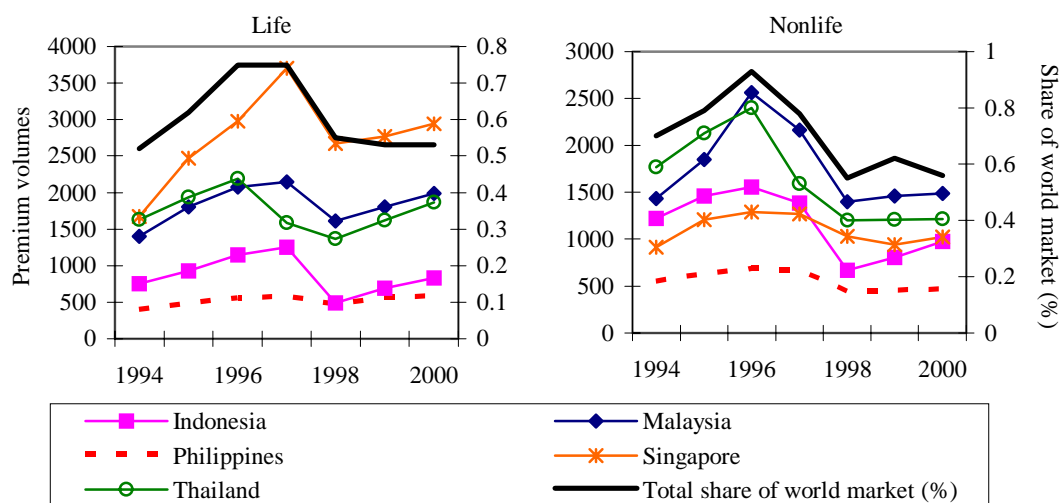 Life
Premium volumes
4000
3500
3000
2500
2000
1500
1000
500
0
0.8
0.7
0.6
0.5
0.4
0.3
0.2
0.1
0
1994 1996 1998 2000
Nonlife
3000
2500
2000
1500
1000
500
0
1
0.8
0.6
0.4
0.2
0
Share of world market (%)
1994 1996 1998 2000
Indonesia
Malaysia
Philippines
Singapore
Thailand
Total share of world market (%)